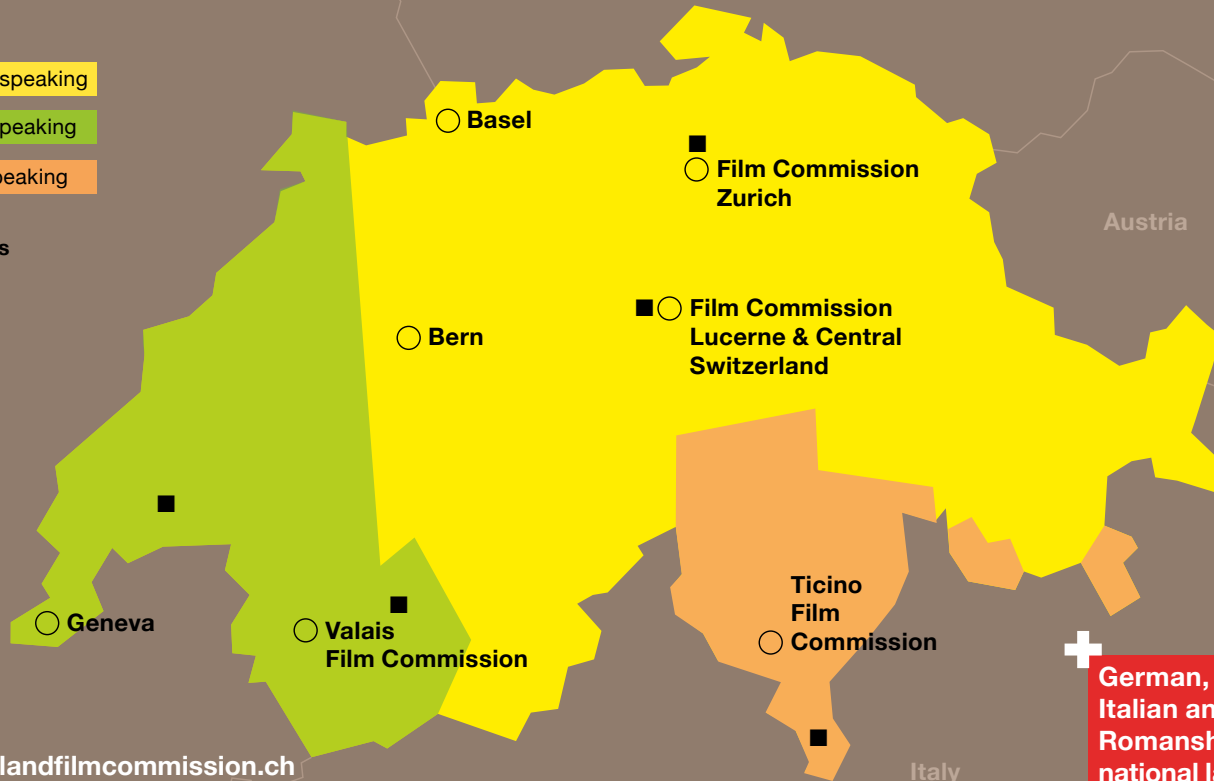 speaking
peaking
peaking
s
Basel
Film Commission
Zurich
Austria
Film Commission
Lucerne & Central
Switzerland
Bern
Geneva
Valais
Film Commission
Ticino
Film
Commission
German,
Italian an
Romansh
national l
landfilmcommission.ch
Italy